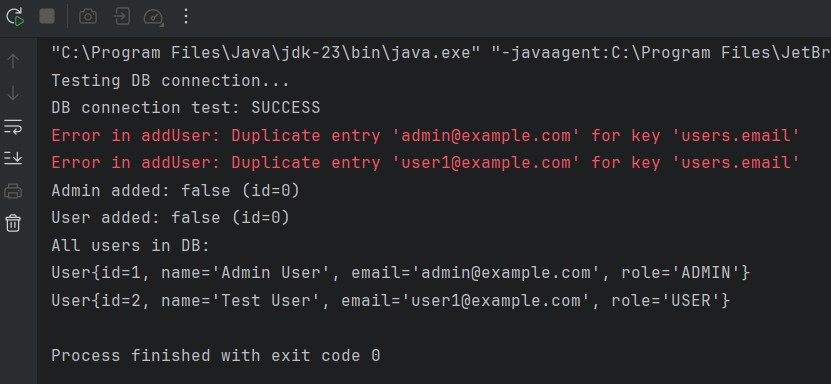 "C:\Program Files\Java\jdk-23\bin\java.exe" "-javaagent:C:\Program Files\JetBr
Testing DB connection...
DB connection test: SUCCESS
Error in addUser: Duplicate entry 'admin@example.com' for key 'users.email'
Error in addUser: Duplicate entry 'user1@example.com' for key 'users.email'
Admin added: false (id=0)
User added: false (id=0)
All users in DB:
User{id=1, name='Admin User', email='admin@example.com', role='ADMIN'}
User{id=2, name='Test User', email='user1@example.com', role='USER'}
Process finished with exit code 0